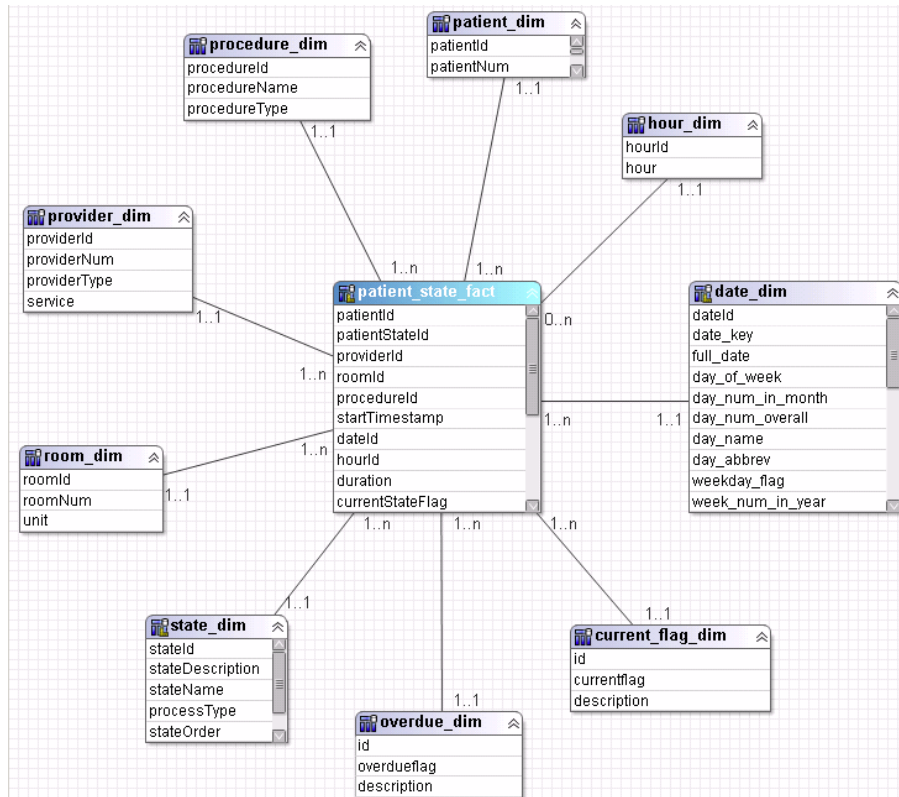 procedure_dim
procedureId
procedureName
procedureType
1..1
patient_dim
patientId
patientNum
1..1
hour_dim
hourId
hour
1..1
provider_dim
providerId
providerNum
providerType
service
1..1
1..n
1..n
0..n
1..n
patient_state_fact
patientId
patientStateId
providerId
roomId
procedureId
startTimestamp
dateId
hourId
duration
currentStateFlag
date_dim
dateId
date_key
full_date
day_of_week
day_num_in_month
day_num_overall
day_name
day_abbrev
weekday_flag
week_num_in_year
1..n
1..1
room_dim
roomId
roomNum
unit
1..1
1..n
1..n
1..n
1..n
state_dim
stateId
stateDescription
stateName
processType
stateOrder
1..1
overdue_dim
id
overdueflag
description
1..1
current_flag_dim
id
currentflag
description
1..1